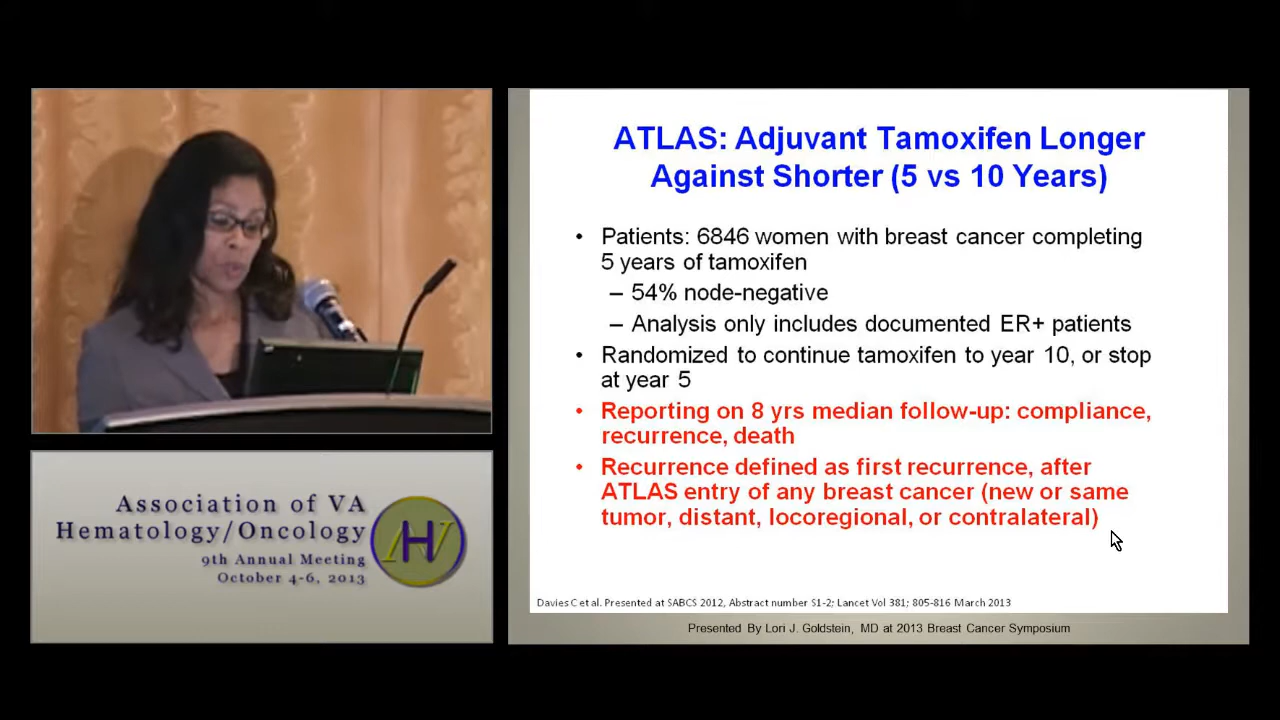 ATLAS: Adjuvant Tamoxifen Longer
Against Shorter (5 vs 10 Years)
• Patients: 6846 women with breast cancer completing
5 years of tamoxifen
– 54% node-negative
– Analysis only includes documented ER+ patients
• Randomized to continue tamoxifen to year 10, or stop
at year 5
• Reporting on 8 yrs median follow-up: compliance,
recurrence, death
• Recurrence defined as first recurrence, after
ATLAS entry of any breast cancer (new or same
tumor, distant, locoregional, or contralateral)
Davies C et al. Presented at SABCS 2012, Abstract number S1-2; Lancet Vol 381; 805-816 March 2013
Presented By Lori J. Goldstein, MD at 2013 Breast Cancer Symposium
Association of VA
Hematology/Oncology
9th Annual Meeting
October 4-6, 2013
AVH